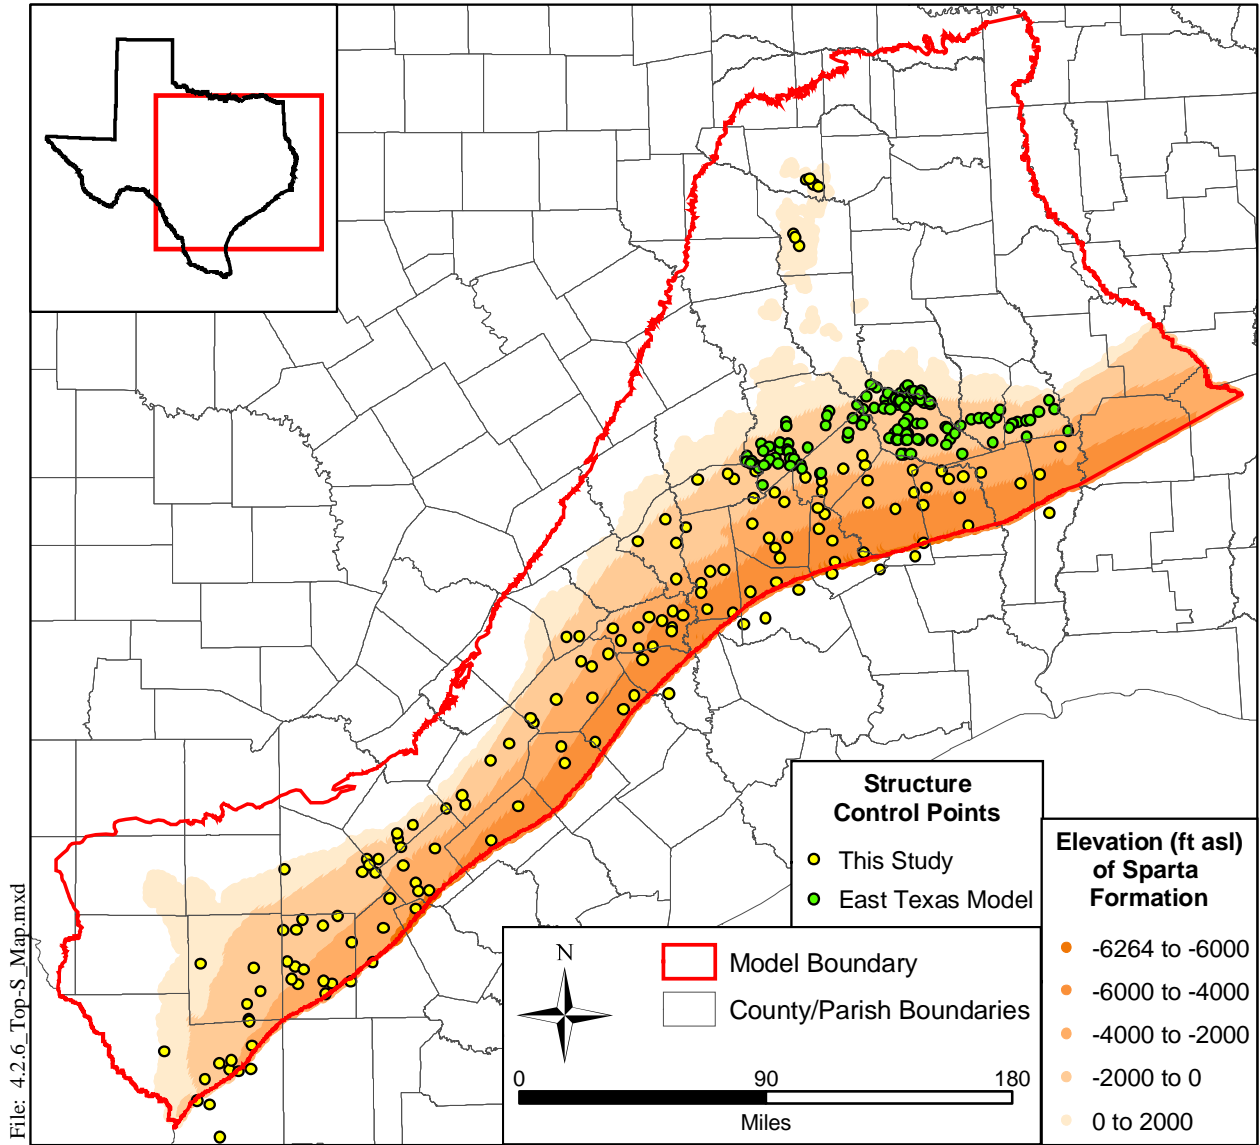 Structure
Control Points
This Study
East Texas Model
Elevation (ft asl)
of Sparta
Formation
-6264 to -6000
-6000 to -4000
-4000 to -2000
-2000 to 0
0 to 2000
N
Model Boundary
County/Parish Boundaries
0 90 180
Miles
File: 4.2.6_Top-S_Map.mxd